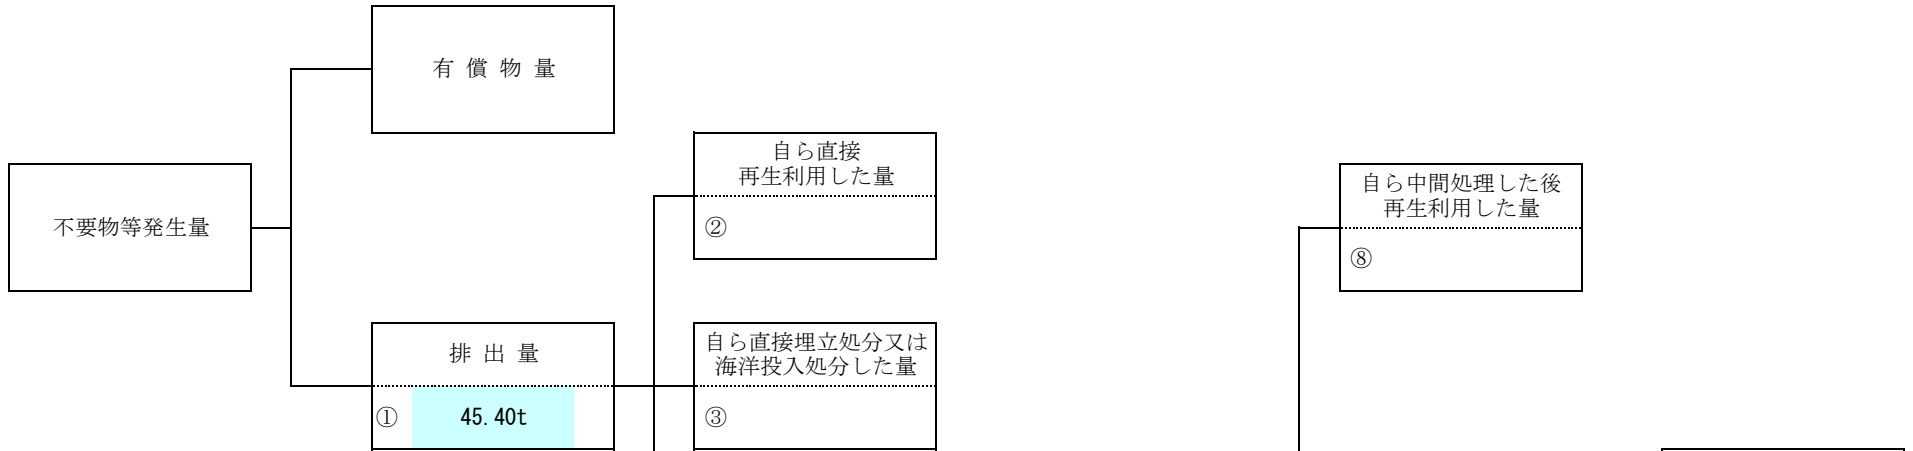 有 償 物 量
自ら直接
再生利用した量
②
自ら中間処理した後
再生利用した量
⑧
不要物等発生量
排 出 量
① 45.40t
自ら直接埋立処分又は
海洋投入処分した量
③